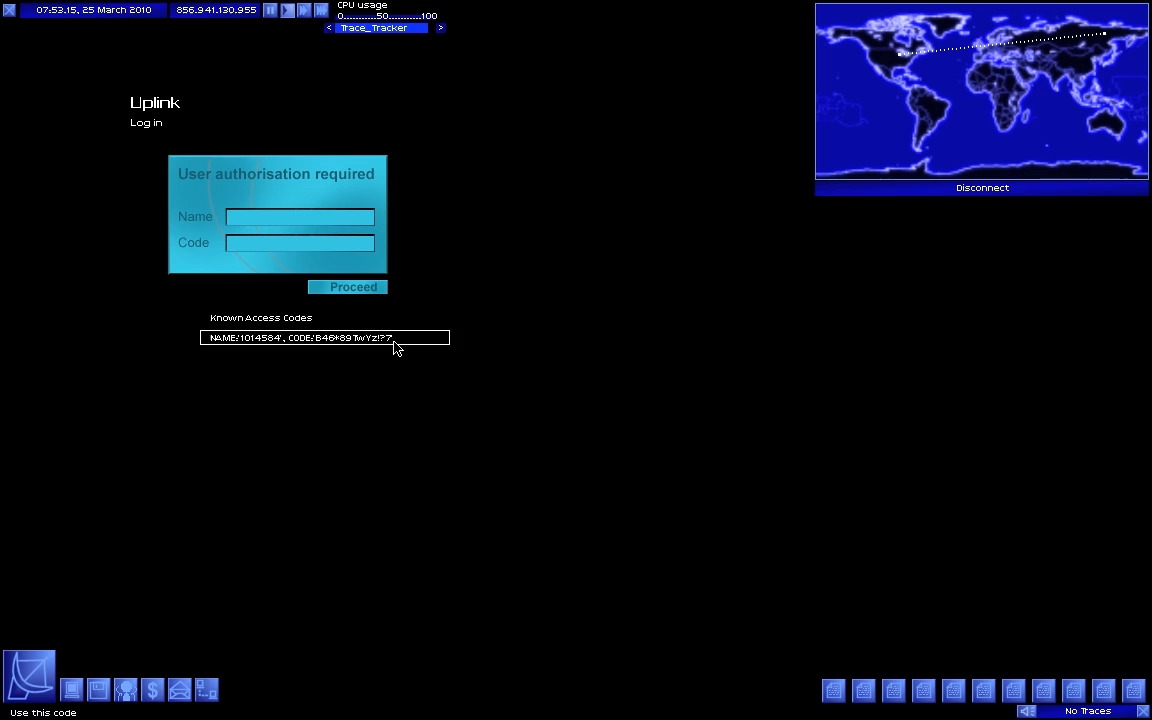 07:53.15, 25 March 2010
856.941.130.955
CPU usage
0...........50...........100
< Trace_Tracker >
Uplink
Log in
User authorisation required
Name
Code
Proceed
Known Access Codes
NAME:'1014584', CODE:'B46*89TwYz!?7
Disconnect
$
Use this code
No Traces